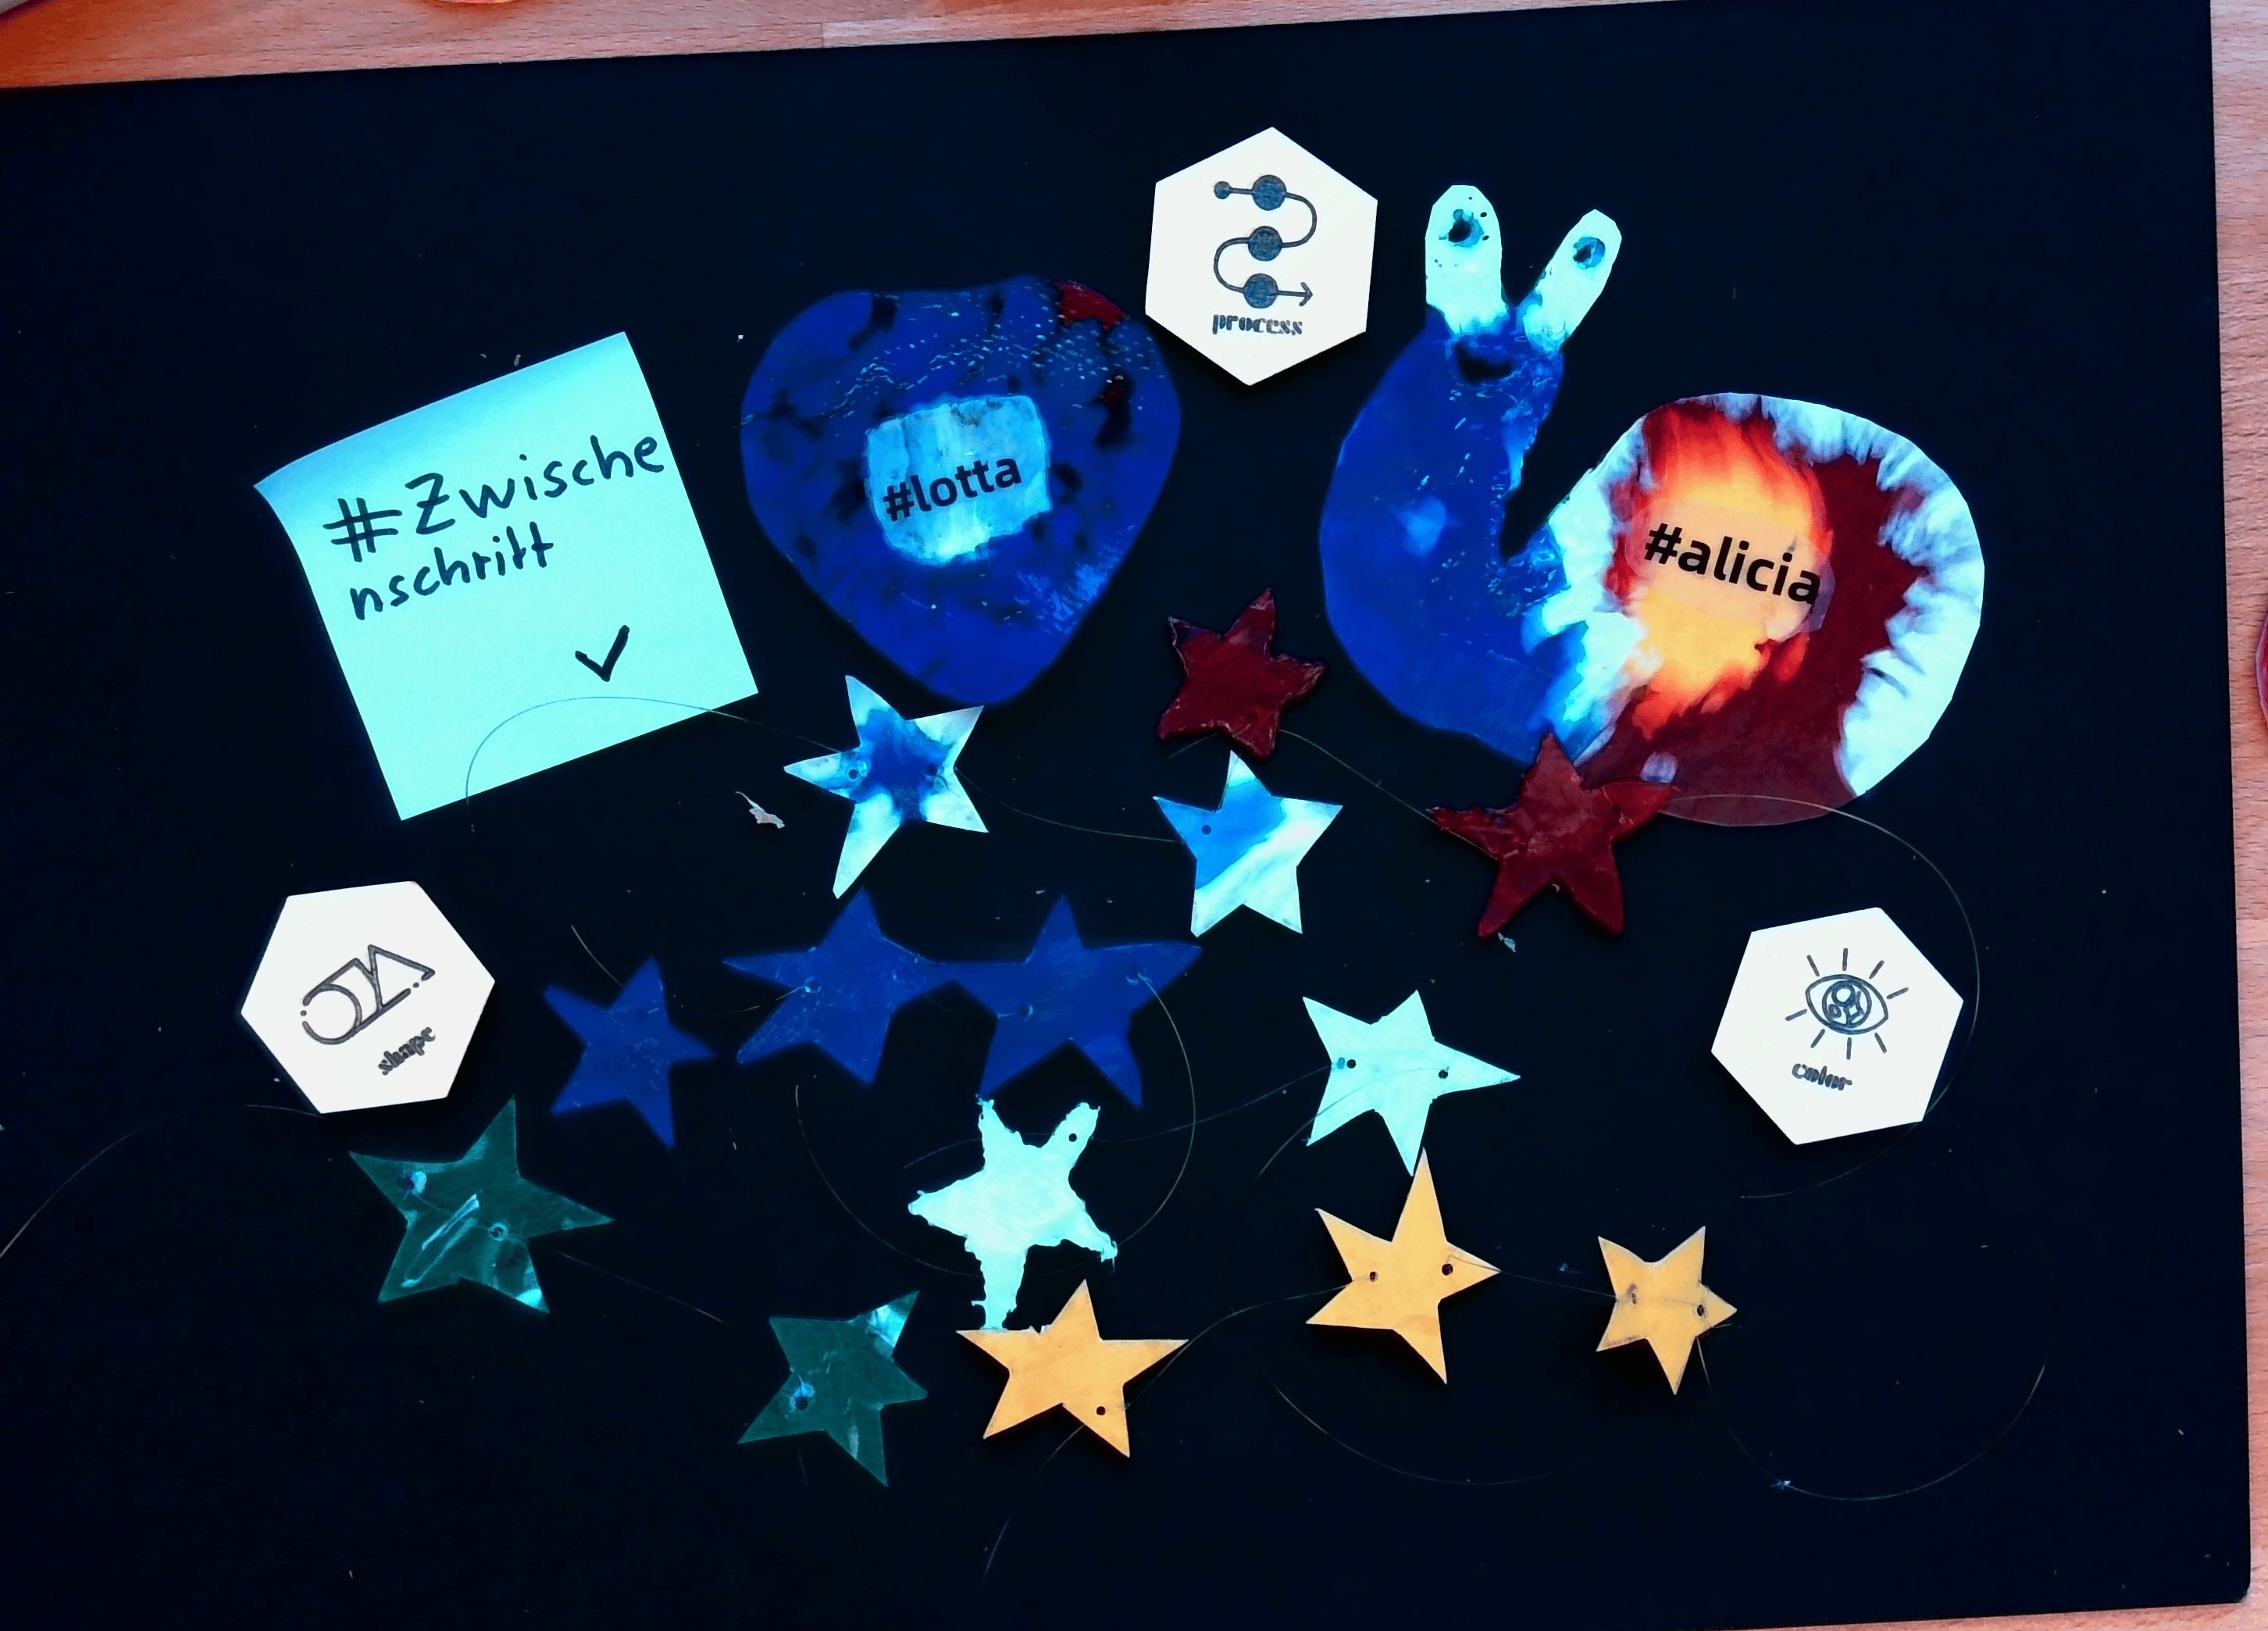 process
#Zwische
nschritt
#lotta
#alicia
shape
color